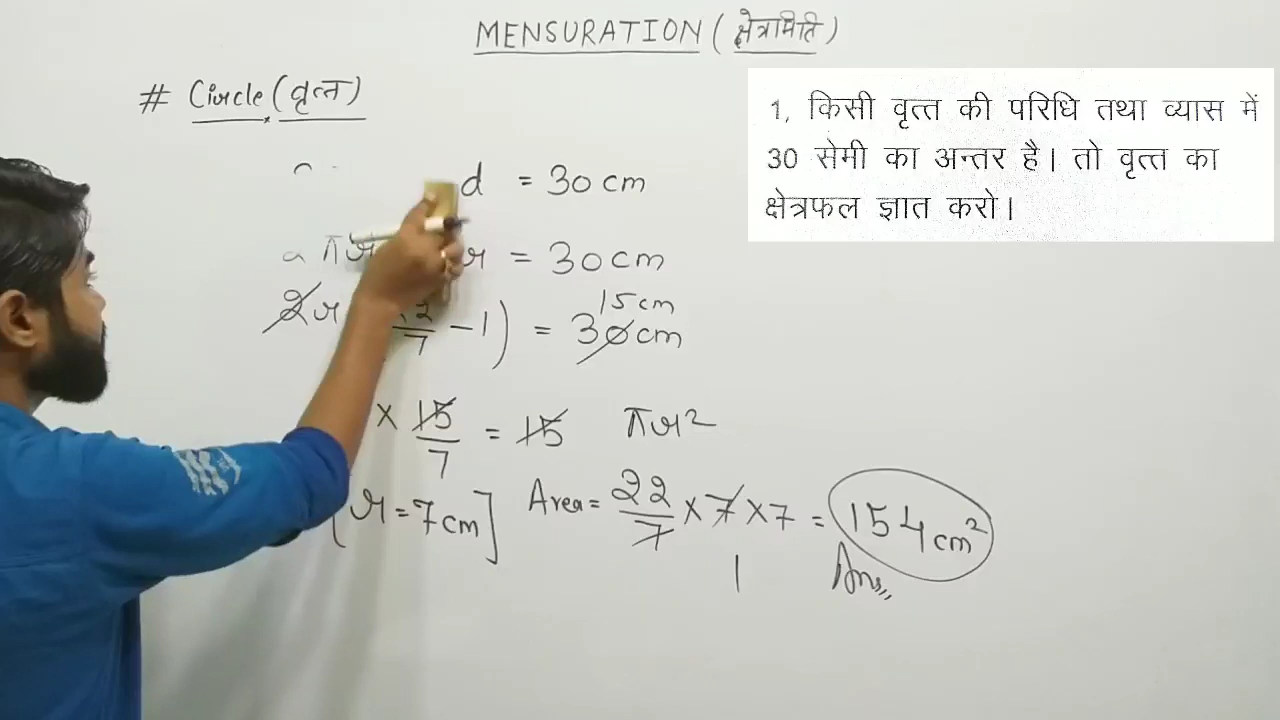 MENSURATION (क्षेत्रामिति)
# Circle (वृत्त)
1, किसी वृत्त की परिधि तथा व्यास में
30 सेमी का अन्तर है। तो वृत्त का
क्षेत्रफल ज्ञात करो।
d = 30 cm
r = 30 cm
15 cm
2r - 1) = 30 cm
× 15/7 = 15 πr²
r = 7 cm] Area = 22/7 × 7 × 7 = 154 cm²
1 Ans,,